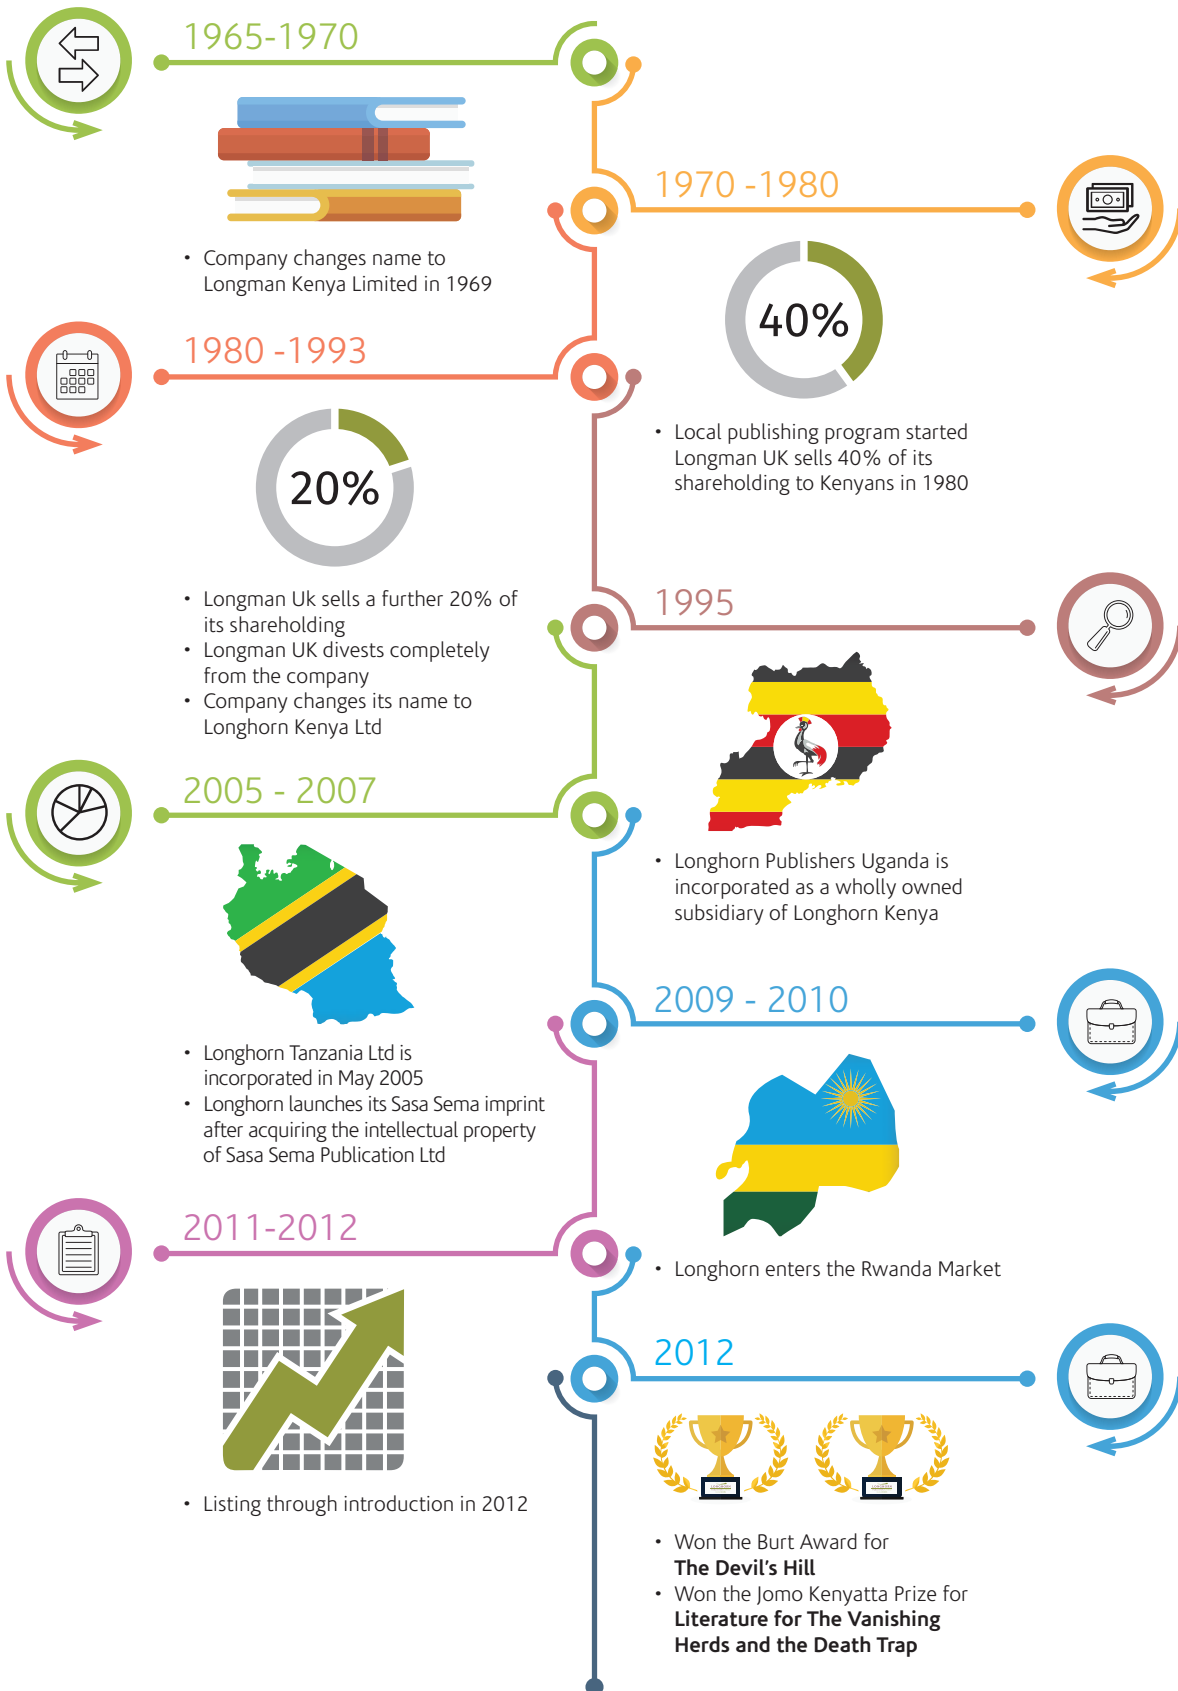 1965-1970
• Company changes name to
Longman Kenya Limited in 1969
1970 -1980
40%
• Local publishing program started
Longman UK sells 40% of its
shareholding to Kenyans in 1980
1980 -1993
20%
• Longman Uk sells a further 20% of
its shareholding
• Longman UK divests completely
from the company
• Company changes its name to
Longhorn Kenya Ltd
1995
• Longhorn Publishers Uganda is
incorporated as a wholly owned
subsidiary of Longhorn Kenya
2005 - 2007
• Longhorn Tanzania Ltd is
incorporated in May 2005
• Longhorn launches its Sasa Sema imprint
after acquiring the intellectual property
of Sasa Sema Publication Ltd
2009 - 2010
• Longhorn enters the Rwanda Market
2011-2012
• Listing through introduction in 2012
2012
• Won the Burt Award for
The Devil's Hill
• Won the Jomo Kenyatta Prize for
Literature for The Vanishing
Herds and the Death Trap